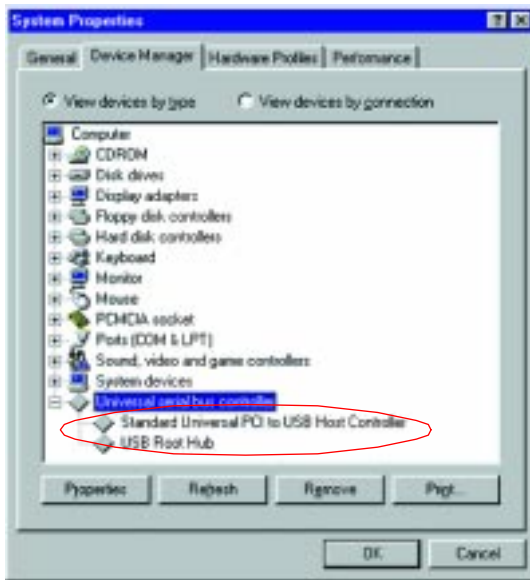 System Properties
General Device Manager Hardware Profiles Performance
View devices by type View devices by connection
Computer
CDROM
Disk drives
Display adapters
Floppy disk controllers
Hard disk controllers
Keyboard
Monitor
Mouse
PCMCIA socket
Ports (COM & LPT)
Sound, video and game controllers
System devices
Universal serial bus controller
Standard Universal PCI to USB Host Controller
USB Root Hub
Properties Refresh Remove Print...
OK Cancel